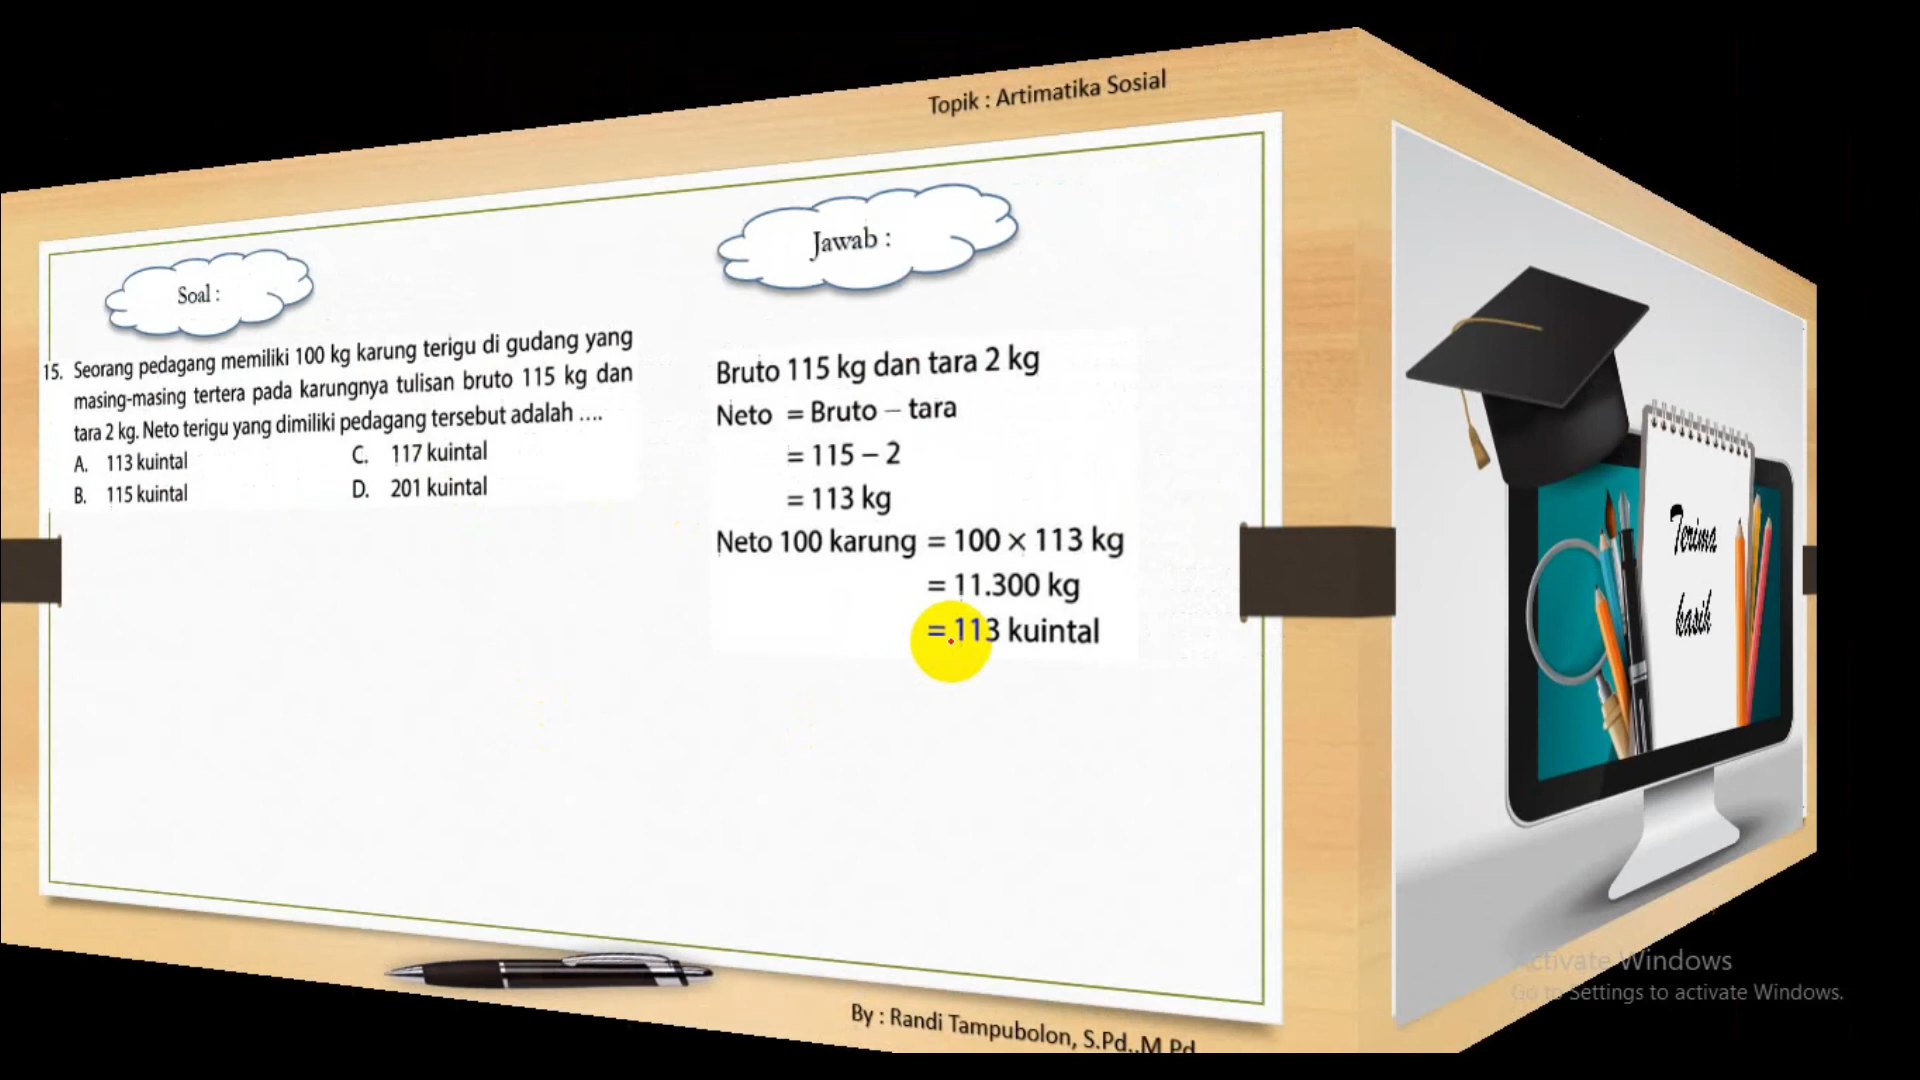 Topik : Artimatika Sosial
Soal :
15. Seorang pedagang memiliki 100 kg karung terigu di gudang yang
masing-masing tertera pada karungnya tulisan bruto 115 kg dan
tara 2 kg. Neto terigu yang dimiliki pedagang tersebut adalah ....
A. 113 kuintal C. 117 kuintal
B. 115 kuintal D. 201 kuintal
Jawab :
Bruto 115 kg dan tara 2 kg
Neto = Bruto – tara
= 115 – 2
= 113 kg
Neto 100 karung = 100 × 113 kg
= 11.300 kg
= 113 kuintal
Terima
kasih
By : Randi Tampubolon, S.Pd.,M.Pd
Activate Windows
Go to Settings to activate Windows.